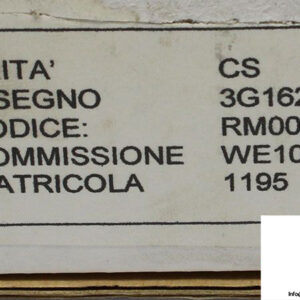 ITA' CS
SEGNO 3G162
ODICE: RM00
OMMISSIONE WE10
ATRICOLA 1195